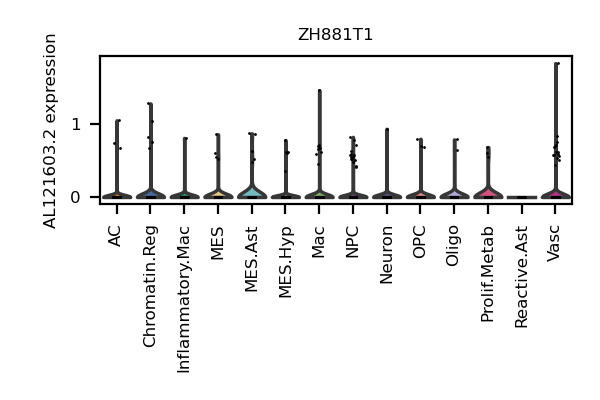 ZH881T1
AL121603.2 expression
1
0
AC
Chromatin.Reg
Inflammatory.Mac
MES
MES.Ast
MES.Hyp
Mac
NPC
Neuron
OPC
Oligo
Prolif.Metab
Reactive.Ast
Vasc